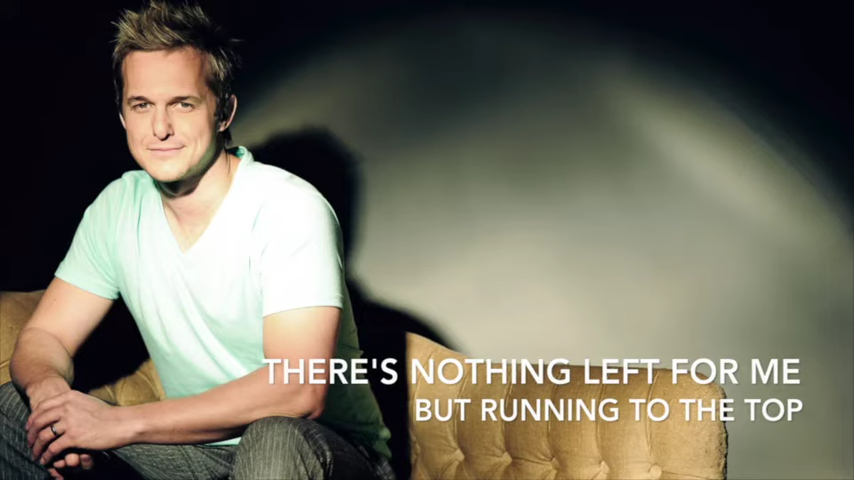 THERE'S NOTHING LEFT FOR ME
BUT RUNNING TO THE TOP